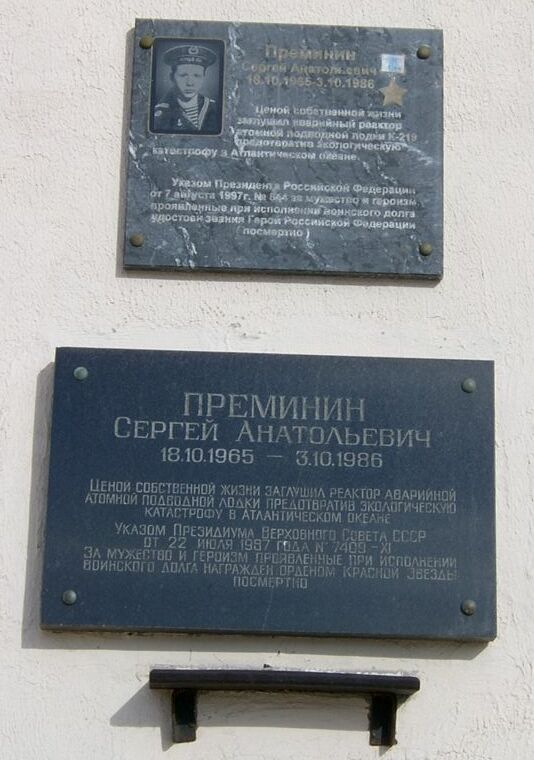 Преминин
Сергей Анатольевич
18.10.1965-3.10.1986
Ценой собственной жизни
заглушил аварийный реактор
атомной подводной лодки К-219
предотвратив экологическую
катастрофу в Атлантическом океане.
Указом Президента Российской Федерации
от 7 августа 1997г. № 844 за мужество и героизм
проявленные при исполнении воинского долга
удостоен звания Герой Российской Федерации
( посмертно )
ПРЕМИНИН
СЕРГЕЙ АНАТОЛЬЕВИЧ
18.10.1965 — 3.10.1986
ЦЕНОЙ СОБСТВЕННОЙ ЖИЗНИ ЗАГЛУШИЛ РЕАКТОР АВАРИЙНОЙ
АТОМНОЙ ПОДВОДНОЙ ЛОДКИ ПРЕДОТВРАТИВ ЭКОЛОГИЧЕСКУЮ
КАТАСТРОФУ В АТЛАНТИЧЕСКОМ ОКЕАНЕ
УКАЗОМ ПРЕЗИДИУМА ВЕРХОВНОГО СОВЕТА СССР
ОТ 22 ИЮЛЯ 1987 ГОДА № 7409 - XI
ЗА МУЖЕСТВО И ГЕРОИЗМ ПРОЯВЛЕННЫЕ ПРИ ИСПОЛНЕНИИ
ВОИНСКОГО ДОЛГА НАГРАЖДЕН ОРДЕНОМ КРАСНОЙ ЗВЕЗДЫ
ПОСМЕРТНО